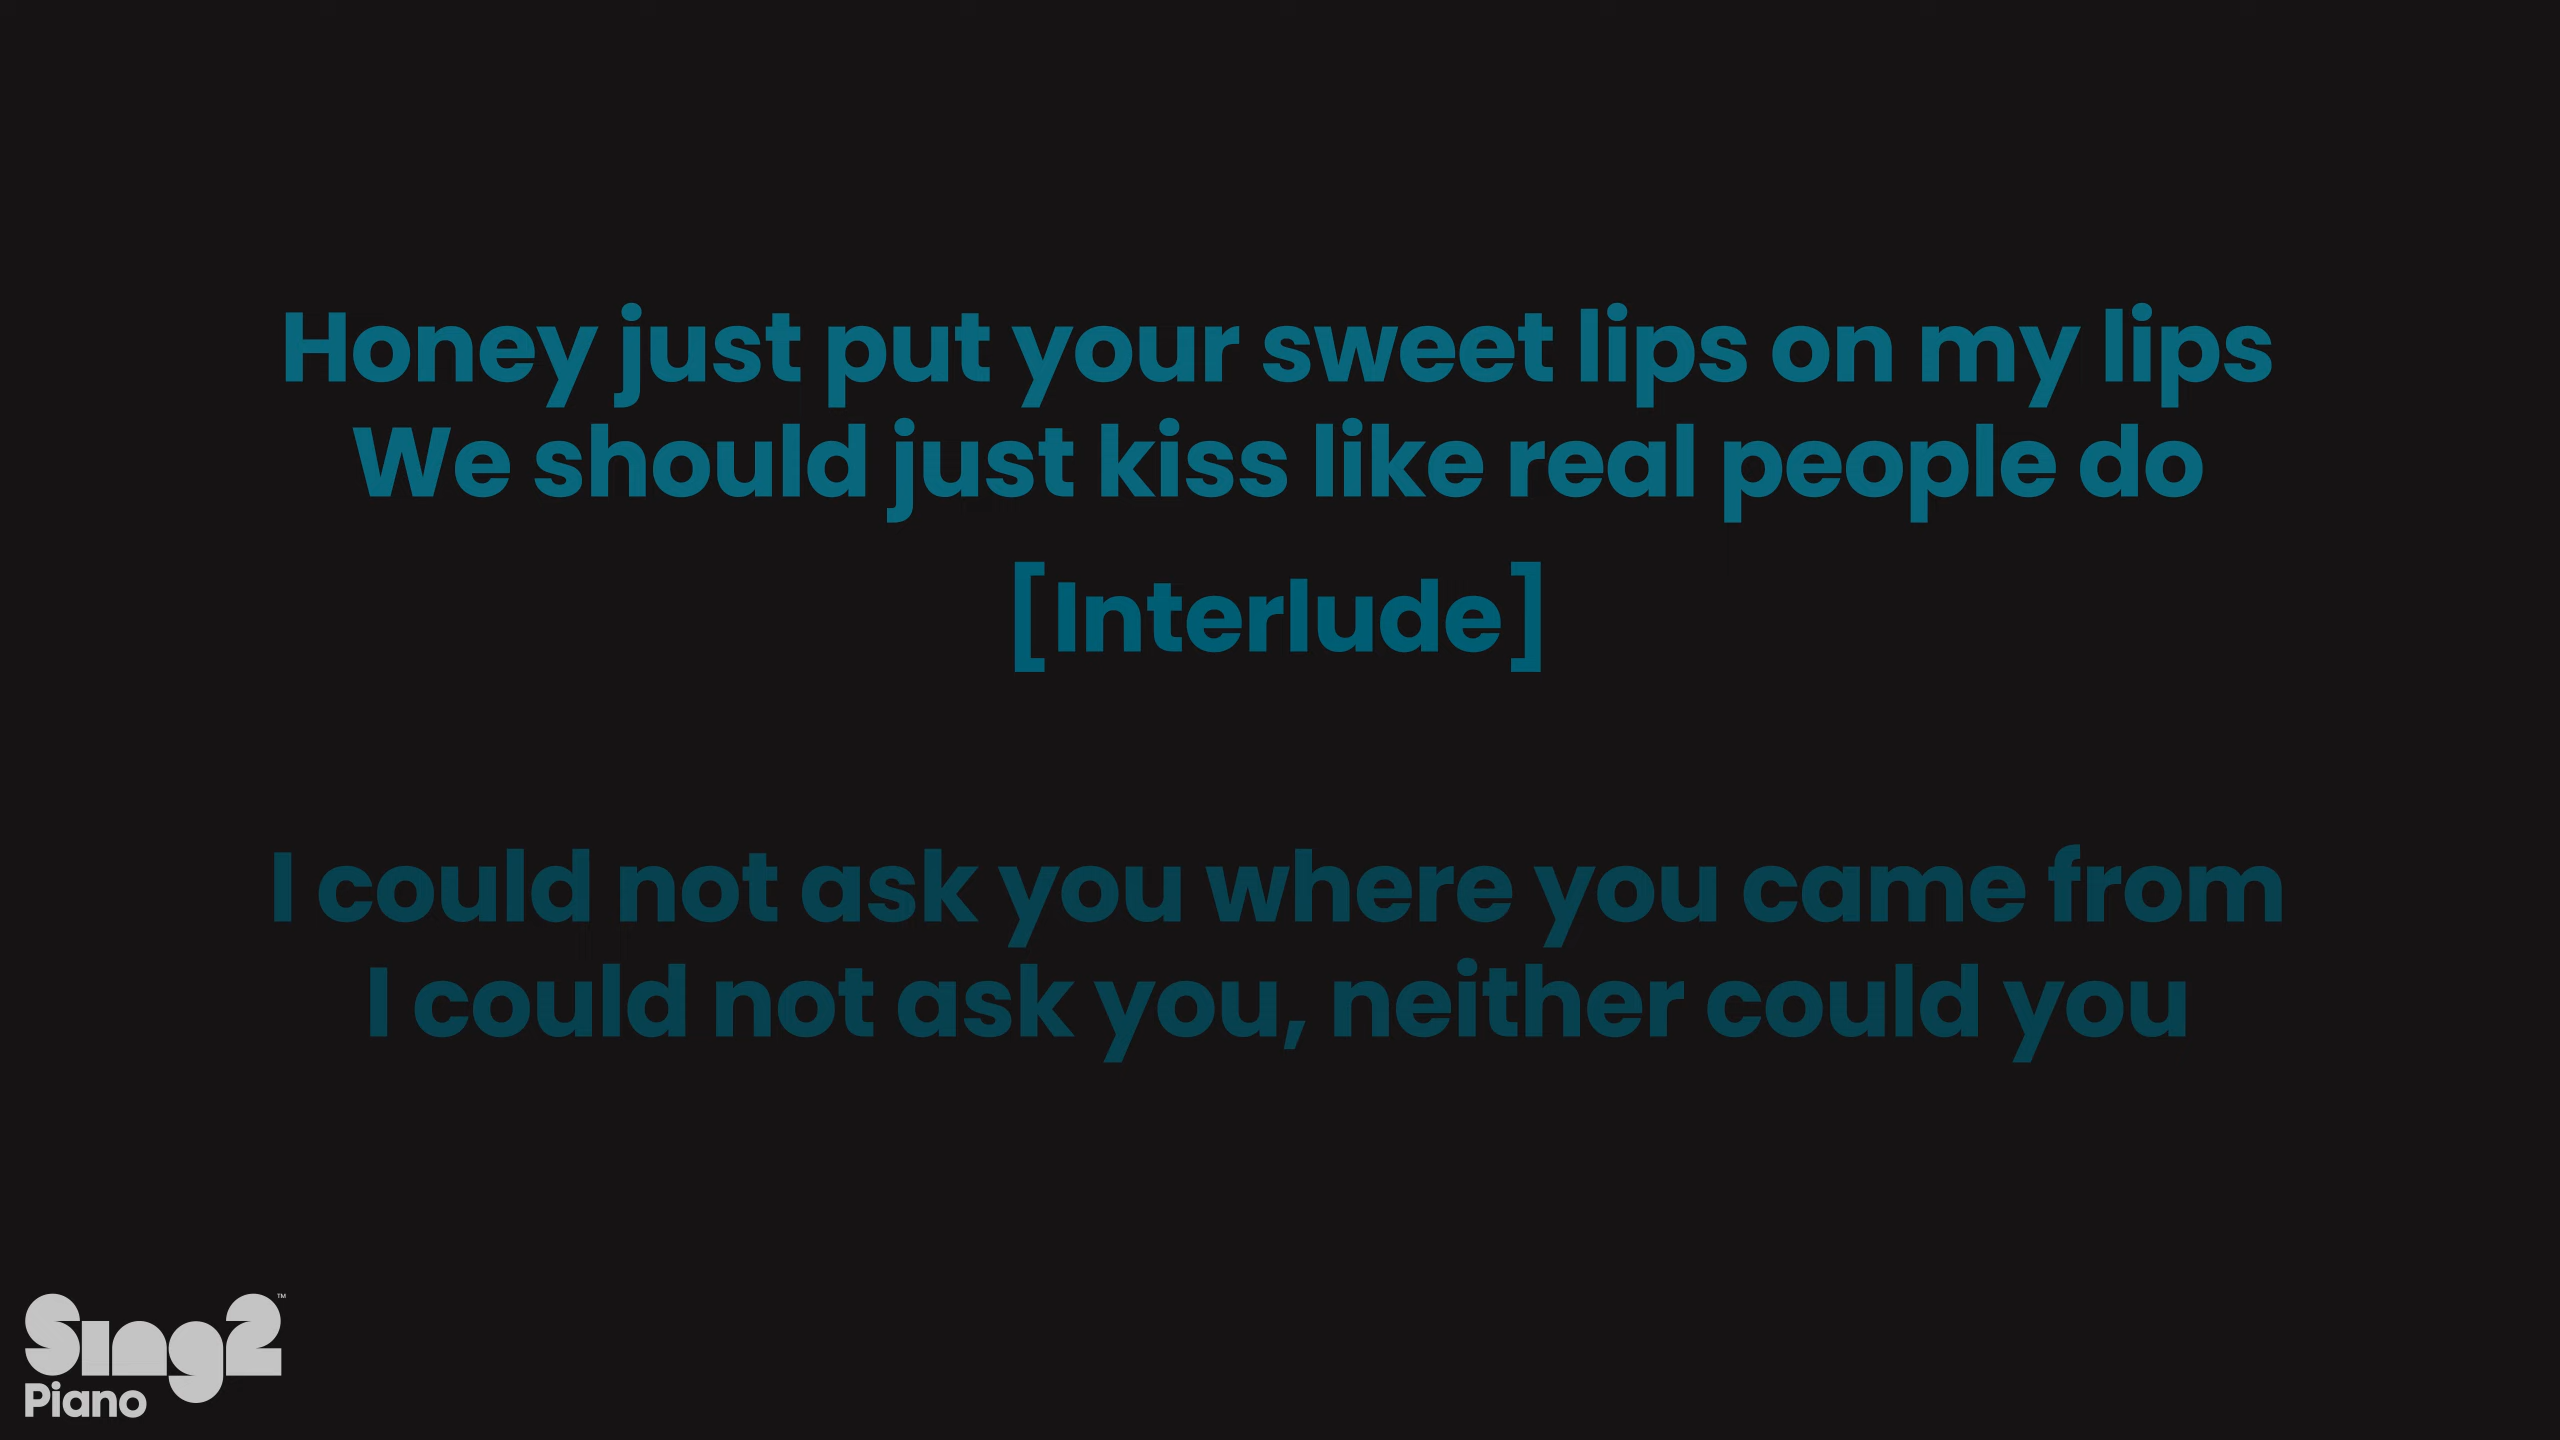 Honey just put your sweet lips on my lips
We should just kiss like real people do
[Interlude]
I could not ask you where you came from
I could not ask you, neither could you
Sing2™
Piano